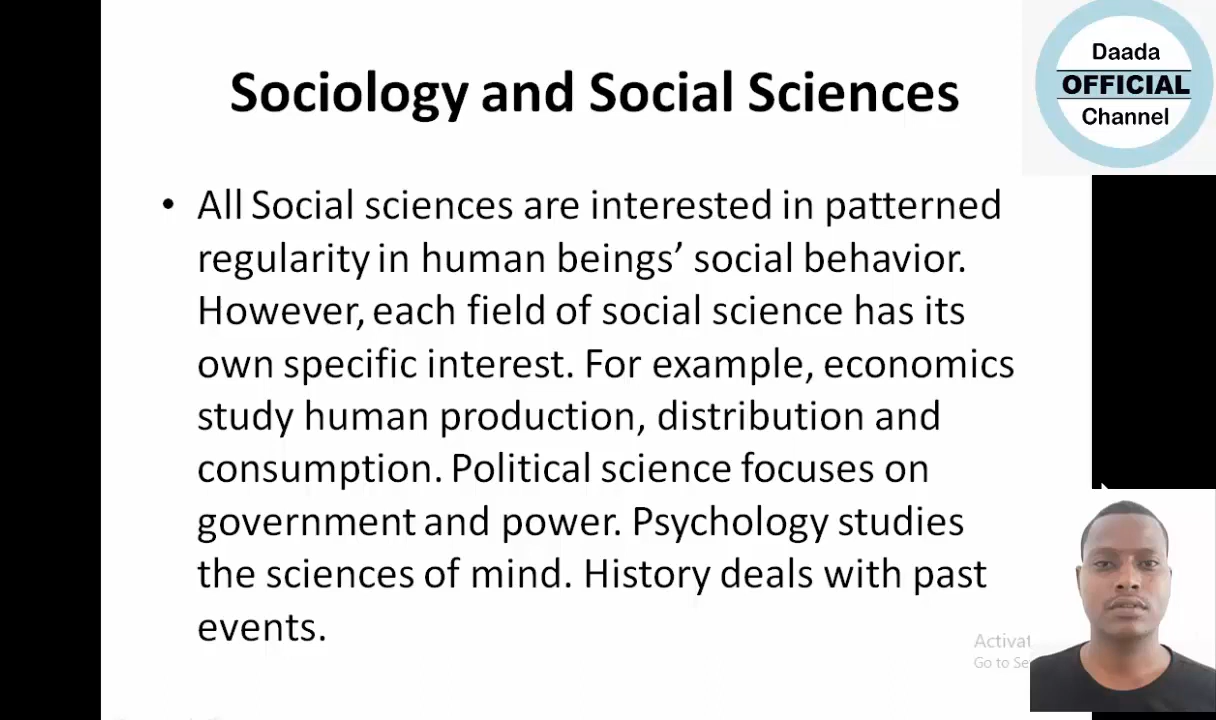 Sociology and Social Sciences
Daada
OFFICIAL
Channel
• All Social sciences are interested in patterned
regularity in human beings’ social behavior.
However, each field of social science has its
own specific interest. For example, economics
study human production, distribution and
consumption. Political science focuses on
government and power. Psychology studies
the sciences of mind. History deals with past
events.
Go to